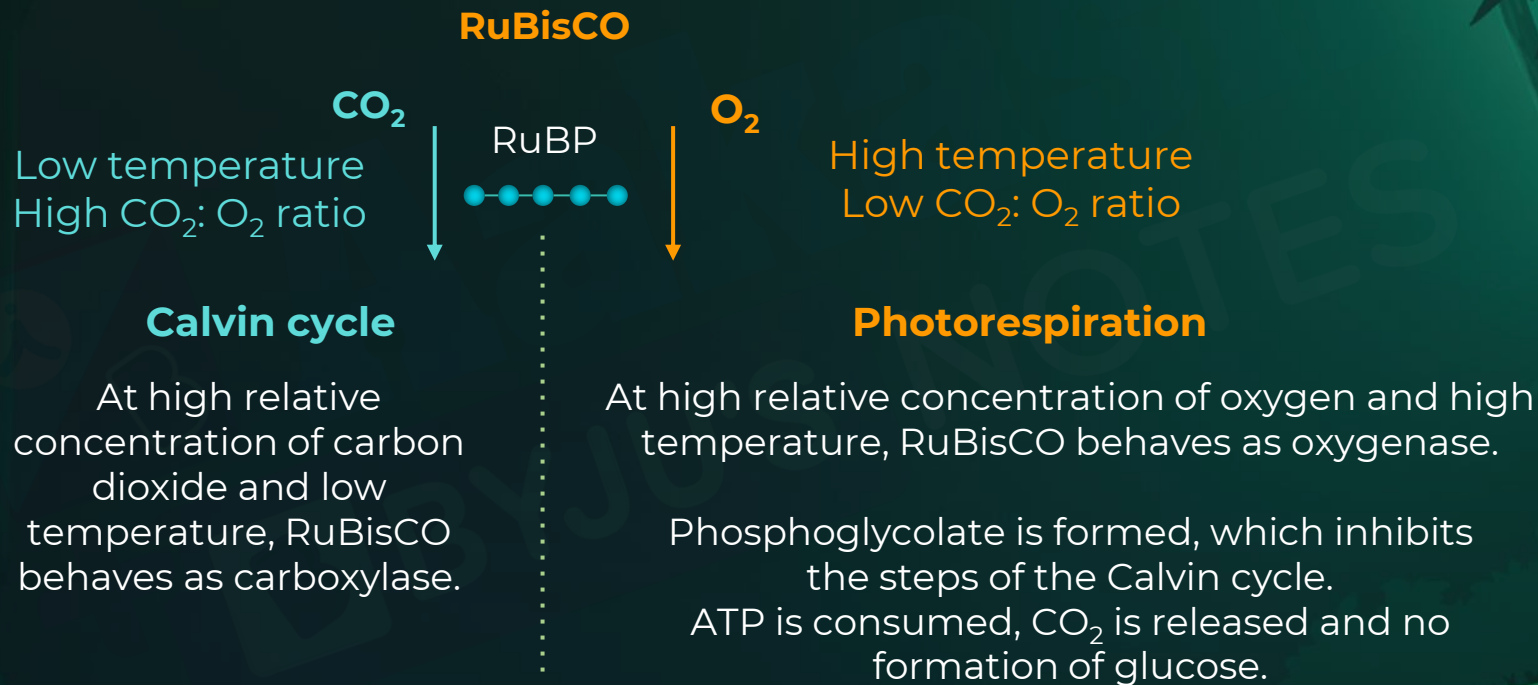 RuBisCO
CO₂
RuBP
O₂
Low temperature
High CO₂: O₂ ratio
High temperature
Low CO₂: O₂ ratio
Calvin cycle
At high relative
concentration of carbon
dioxide and low
temperature, RuBisCO
behaves as carboxylase.
Photorespiration
At high relative concentration of oxygen and high
temperature, RuBisCO behaves as oxygenase.
Phosphoglycolate is formed, which inhibits
the steps of the Calvin cycle.
ATP is consumed, CO₂ is released and no
formation of glucose.
BYJU'S NOTES